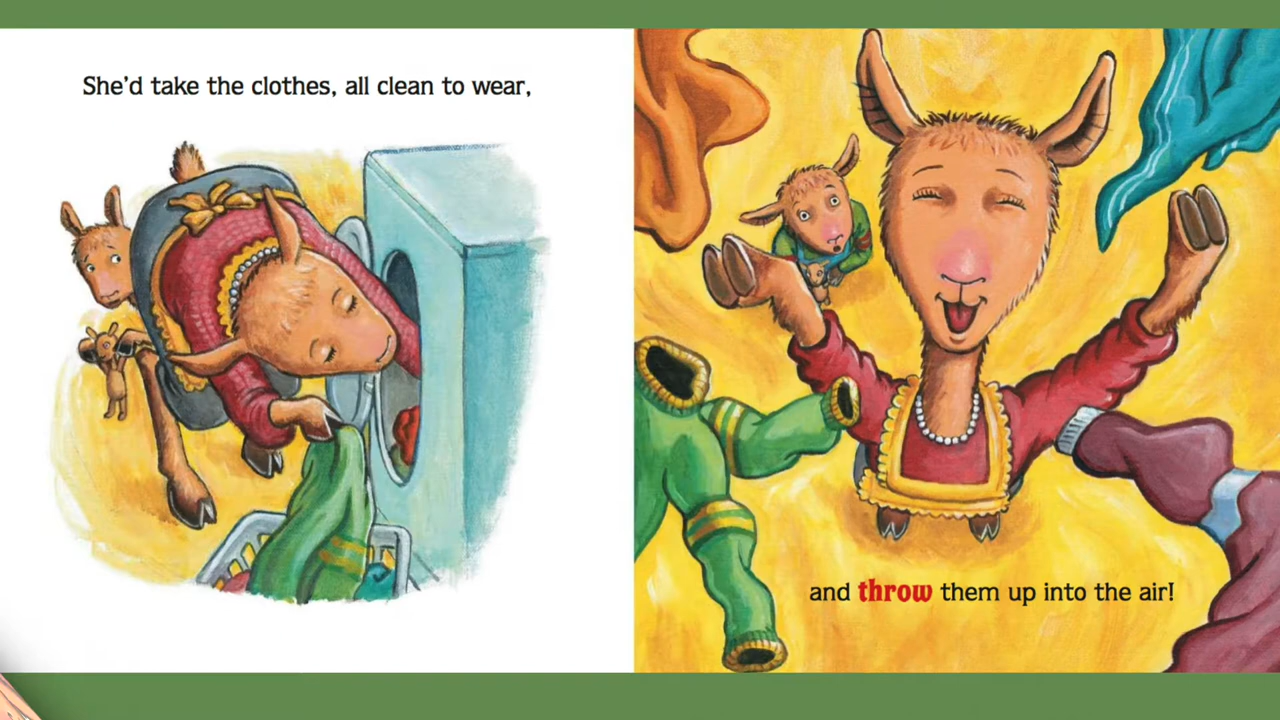 She’d take the clothes, all clean to wear,
and throw them up into the air!